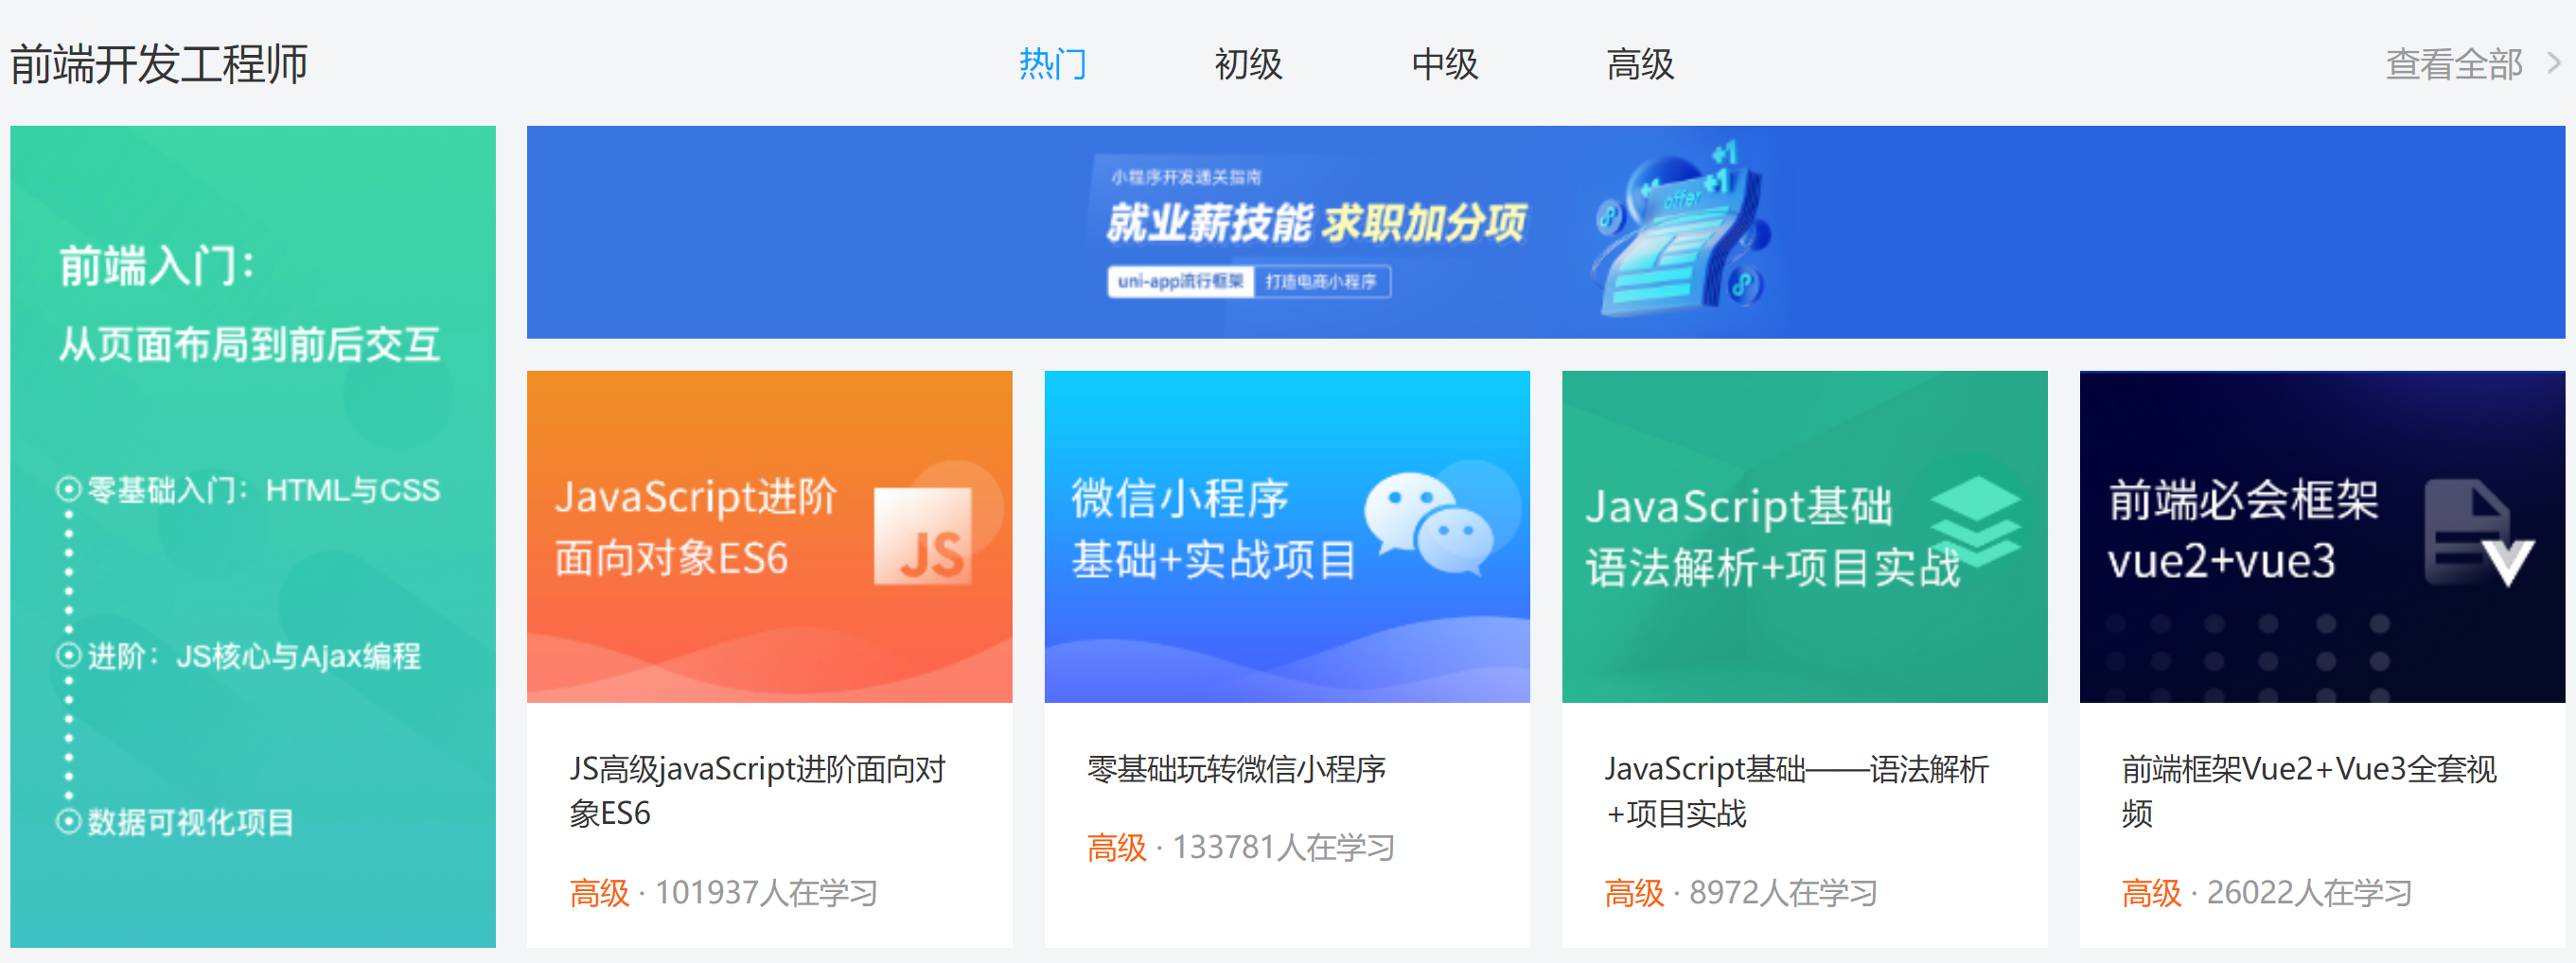 前端开发工程师
热门 初级 中级 高级
查看全部 >
前端入门：
从页面布局到前后交互
零基础入门：HTML与CSS
进阶：JS核心与Ajax编程
数据可视化项目
小程序开发通关指南
就业薪技能 求职加分项
uni-app流行框架 打造电商小程序
+1
+1
+1
offer
JavaScript进阶
面向对象ES6
JS
JS高级javaScript进阶面向对
象ES6
高级 · 101937人在学习
微信小程序
基础+实战项目
零基础玩转微信小程序
高级 · 133781人在学习
JavaScript基础
语法解析+项目实战
JavaScript基础——语法解析
+项目实战
高级 · 8972人在学习
前端必会框架
vue2+vue3
前端框架Vue2+Vue3全套视
频
高级 · 26022人在学习